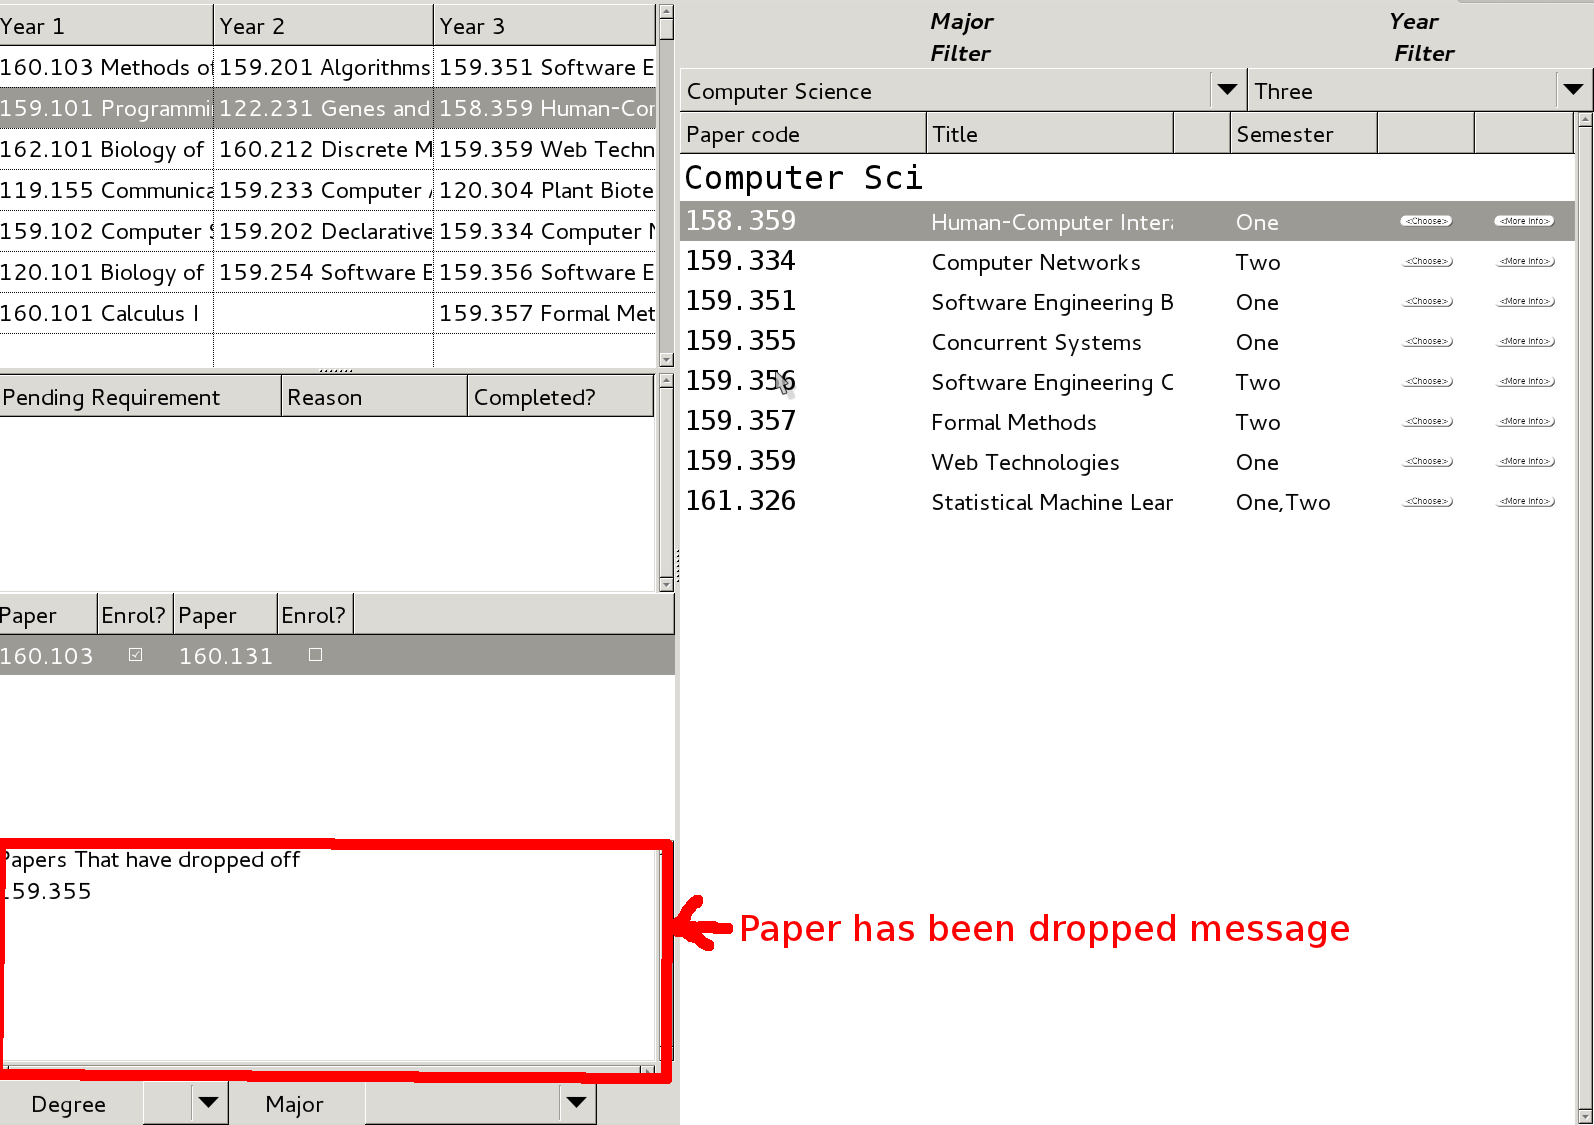 Year 1 Year 2 Year 3
160.103 Methods of 159.201 Algorithms 159.351 Software E
159.101 Programmi 122.231 Genes and 158.359 Human-Cor
162.101 Biology of 160.212 Discrete M 159.359 Web Techn
119.155 Communica 159.233 Computer 120.304 Plant Biote
159.102 Computer 159.202 Declarative 159.334 Computer
120.101 Biology of 159.254 Software E 159.356 Software E
160.101 Calculus I 159.357 Formal Met
Pending Requirement Reason Completed?
Paper Enrol? Paper Enrol?
160.103 160.131
Papers That have dropped off
159.355
Degree Major
Major
Filter
Year
Filter
Computer Science Three
Paper code Title Semester
Computer Sci
158.359 Human-Computer Intera One <Choose> <More Info>
159.334 Computer Networks Two <Choose> <More Info>
159.351 Software Engineering B One <Choose> <More Info>
159.355 Concurrent Systems One <Choose> <More Info>
159.356 Software Engineering C Two <Choose> <More Info>
159.357 Formal Methods Two <Choose> <More Info>
159.359 Web Technologies One <Choose> <More Info>
161.326 Statistical Machine Lear One,Two <Choose> <More Info>
Paper has been dropped message